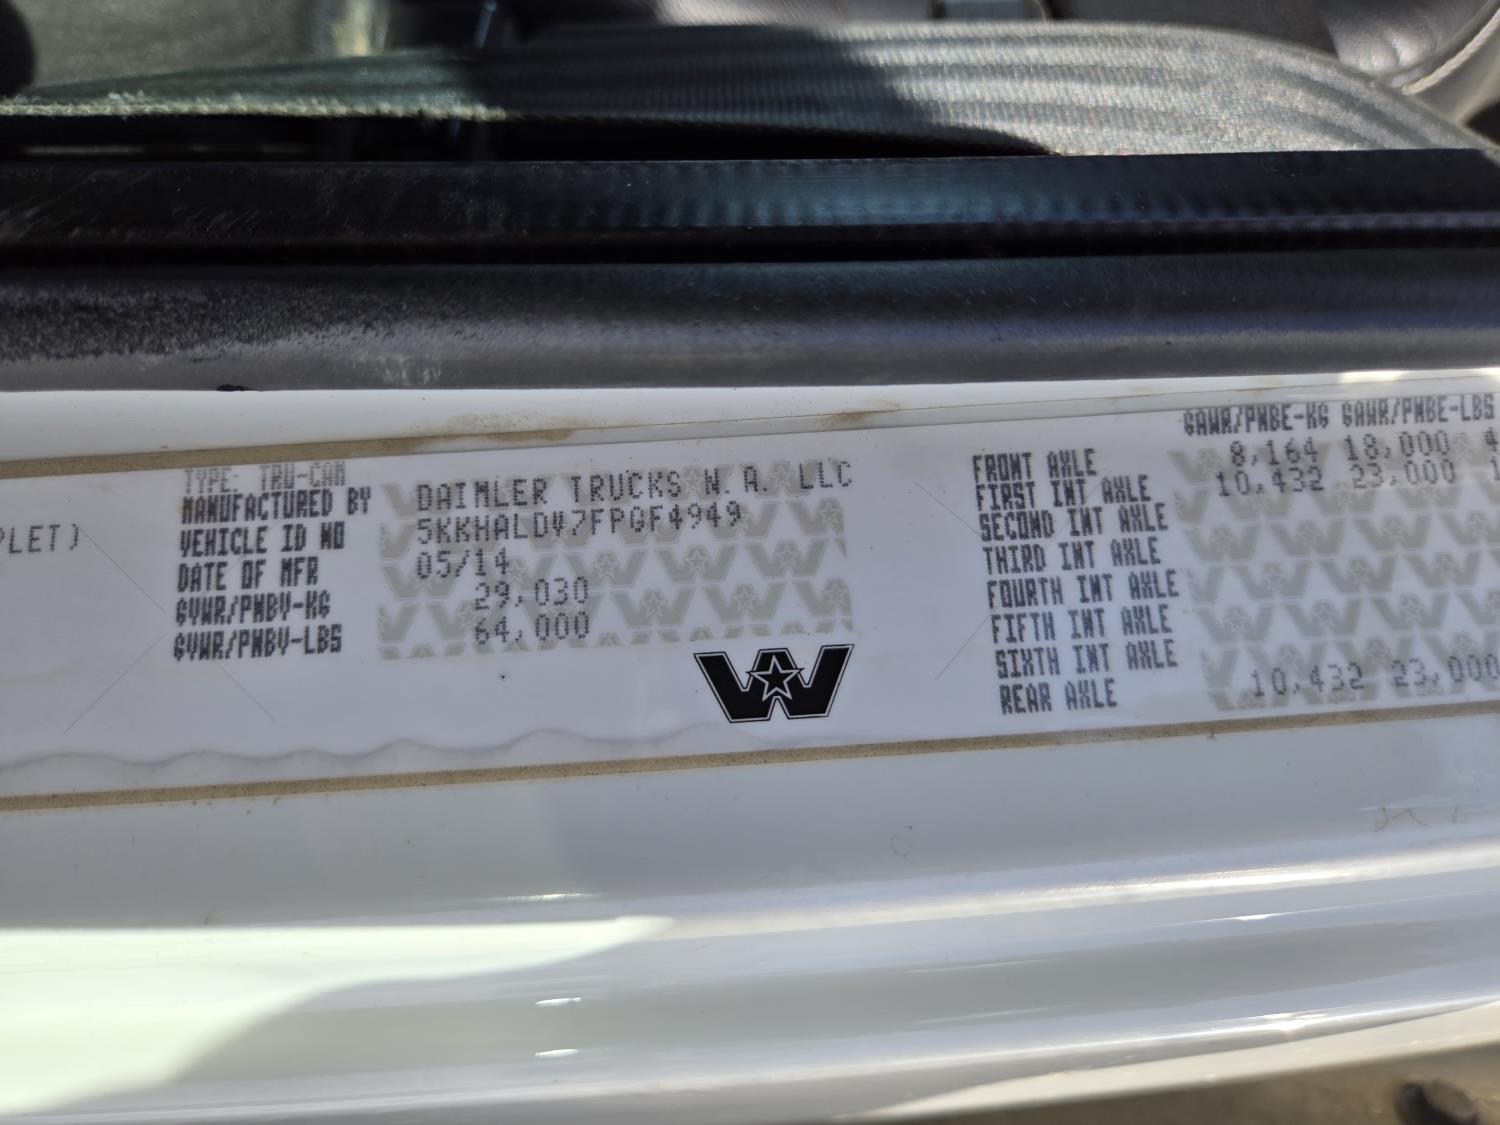 PLET)
TYPE: TRU-CAM
MANUFACTURED BY DAIMLER TRUCKS N.A. LLC
VEHICLE ID NO 5KKHALDV7FPGF4949
DATE OF MFR 05/14
GVWR/PNBV-KG 29,030
GVWR/PNBV-LBS 64,000
W
GAWR/PNBE-KG GAWR/PNBE-LBS
FRONT AXLE 8,164 18,000 4
FIRST INT AXLE 10,432 23,000 1
SECOND INT AXLE
THIRD INT AXLE
FOURTH INT AXLE
FIFTH INT AXLE
SIXTH INT AXLE
REAR AXLE 10,432 23,000